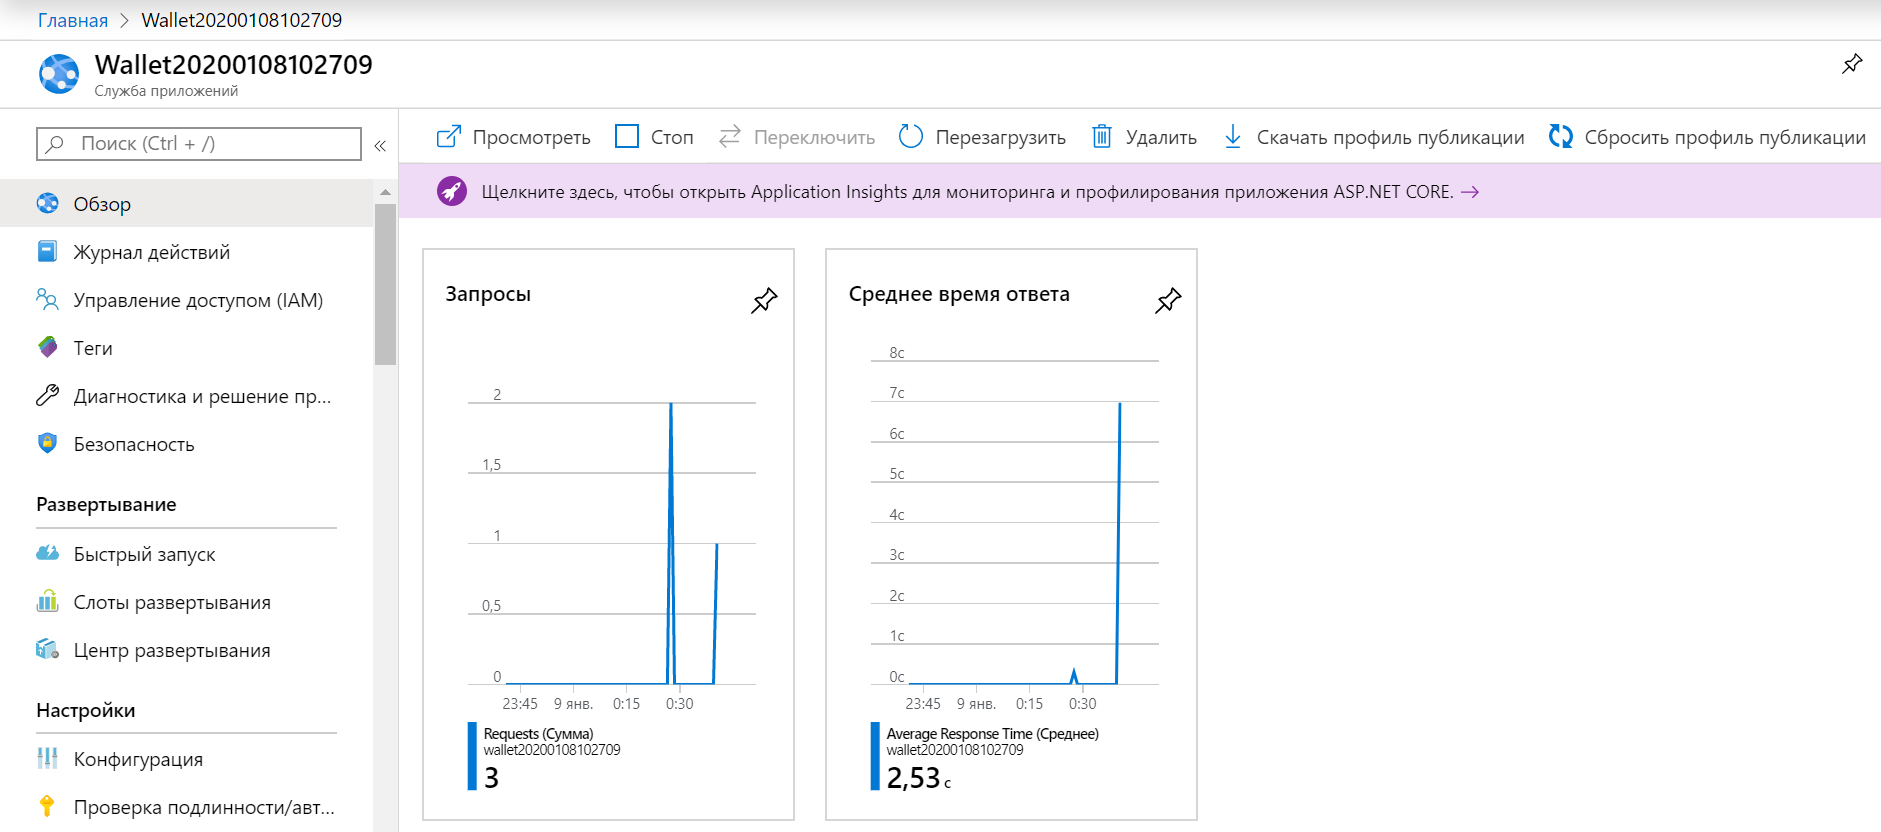 Главная > Wallet20200108102709
Wallet20200108102709
Служба приложений
Поиск (Ctrl + /)
«
Обзор
Журнал действий
Управление доступом (IAM)
Теги
Диагностика и решение пр...
Безопасность
Развертывание
Быстрый запуск
Слоты развертывания
Центр развертывания
Настройки
Конфигурация
Проверка подлинности/авт...
Просмотреть Стоп Переключить Перезагрузить Удалить Скачать профиль публикации Сбросить профиль публикации
Щелкните здесь, чтобы открыть Application Insights для мониторинга и профилирования приложения ASP.NET CORE. →
Запросы
2
1,5
1
0,5
0
23:45 9 янв. 0:15 0:30
Requests (Сумма)
wallet20200108102709
3
Среднее время ответа
8с
7с
6с
5с
4с
3с
2с
1с
0с
23:45 9 янв. 0:15 0:30
Average Response Time (Среднее)
wallet20200108102709
2,53 с